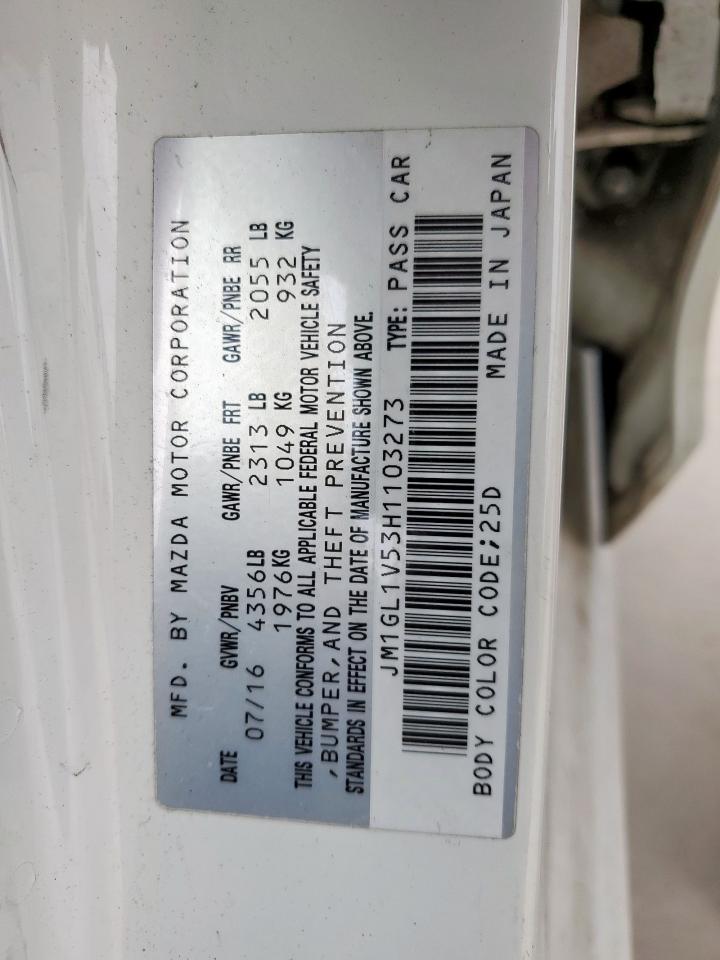 MFD. BY MAZDA MOTOR CORPORATION
DATE GVWR/PNBV GAWR/PNBE FRT GAWR/PNBE RR
07/16 4356LB 2313 LB 2055 LB
1976KG 1049 KG 932 KG
THIS VEHICLE CONFORMS TO ALL APPLICABLE FEDERAL MOTOR VEHICLE SAFETY
,BUMPER,AND THEFT PREVENTION
STANDARDS IN EFFECT ON THE DATE OF MANUFACTURE SHOWN ABOVE.
JM1GL1V53H1103273 TYPE: PASS CAR
BODY COLOR CODE;25D MADE IN JAPAN